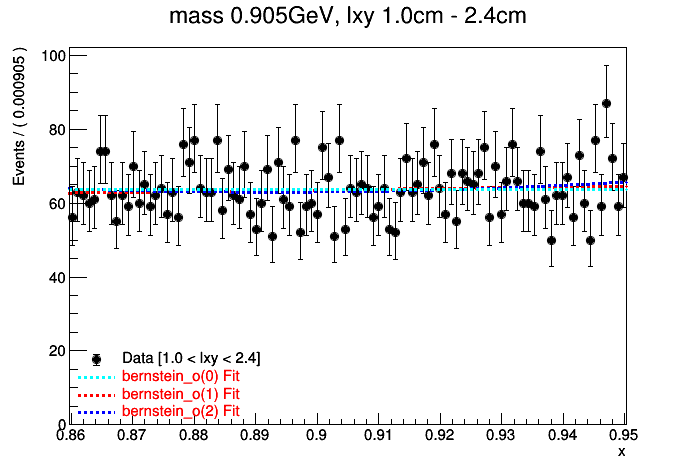 mass 0.905GeV, lxy 1.0cm - 2.4cm
Events / ( 0.000905 )
100
80
60
40
20
0
Data [1.0 < lxy < 2.4]
bernstein_o(0) Fit
bernstein_o(1) Fit
bernstein_o(2) Fit
0.86 0.87 0.88 0.89 0.9 0.91 0.92 0.93 0.94 0.95
x